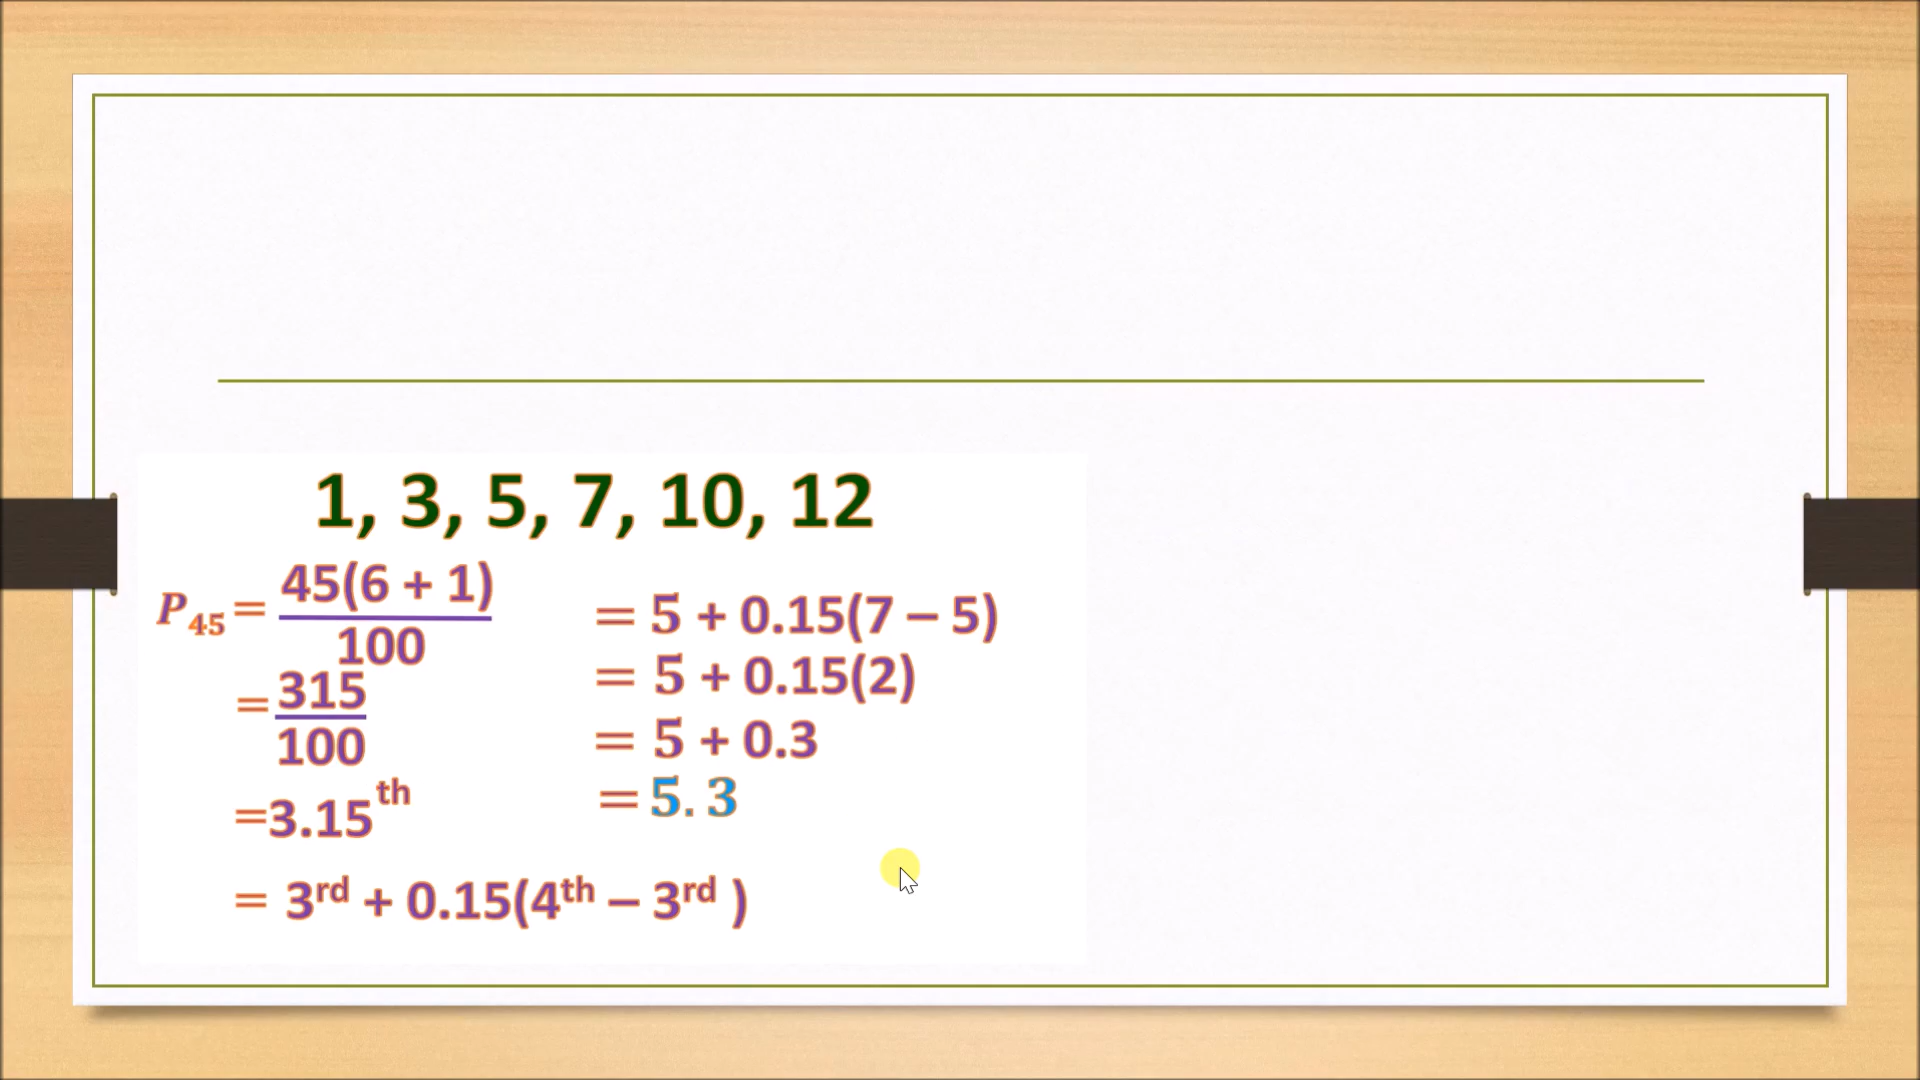 1, 3, 5, 7, 10, 12
P₄₅ = 45(6 + 1)
100
= 315
100
=3.15th
= 3rd + 0.15(4th – 3rd )
= 5 + 0.15(7 – 5)
= 5 + 0.15(2)
= 5 + 0.3
= 5. 3